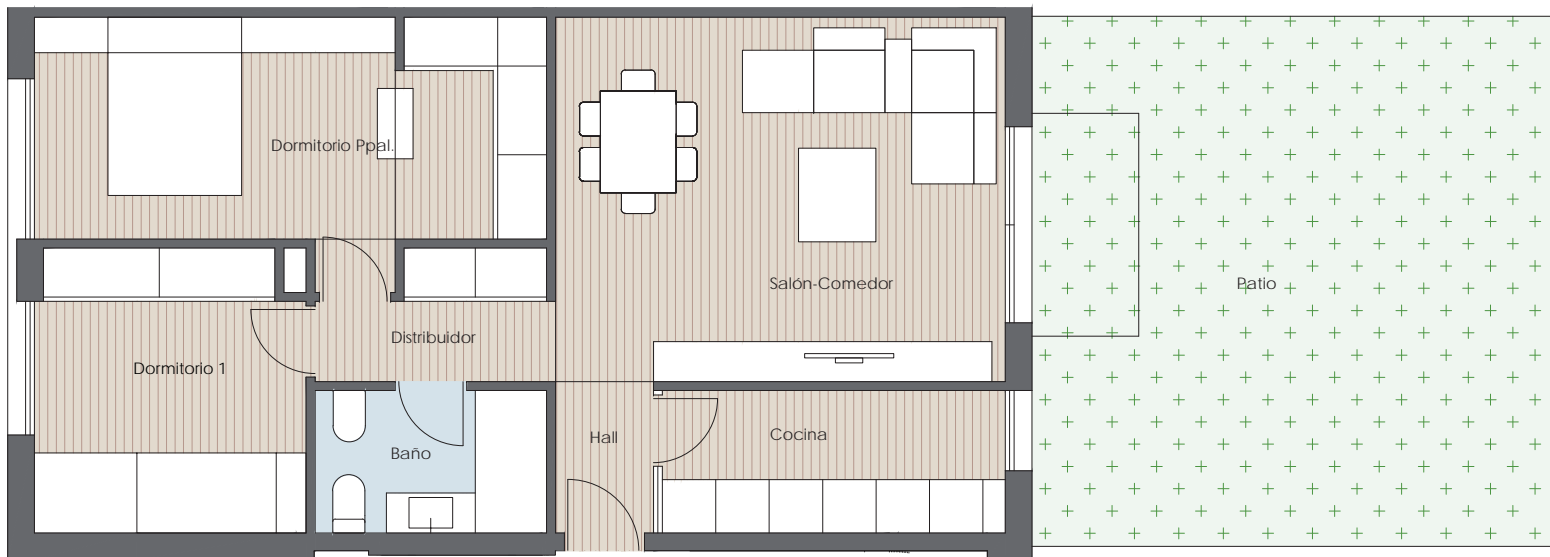 Dormitorio Ppal.
Salón-Comedor
Patio
Distribuidor
Dormitorio 1
Hall
Cocina
Baño